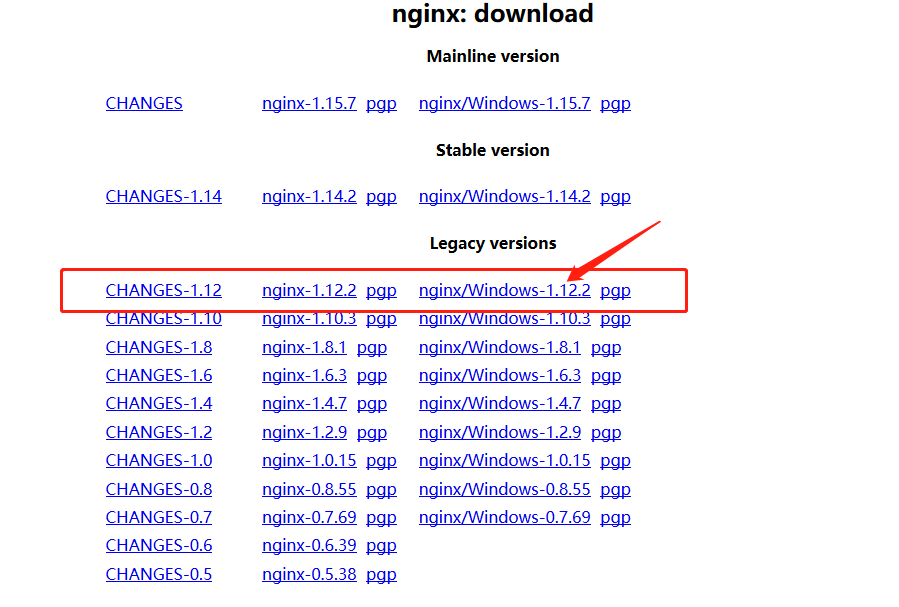 nginx: download
Mainline version
CHANGES nginx-1.15.7 pgp nginx/Windows-1.15.7 pgp
Stable version
CHANGES-1.14 nginx-1.14.2 pgp nginx/Windows-1.14.2 pgp
Legacy versions
CHANGES-1.12 nginx-1.12.2 pgp nginx/Windows-1.12.2 pgp
CHANGES-1.10 nginx-1.10.3 pgp nginx/Windows-1.10.3 pgp
CHANGES-1.8 nginx-1.8.1 pgp nginx/Windows-1.8.1 pgp
CHANGES-1.6 nginx-1.6.3 pgp nginx/Windows-1.6.3 pgp
CHANGES-1.4 nginx-1.4.7 pgp nginx/Windows-1.4.7 pgp
CHANGES-1.2 nginx-1.2.9 pgp nginx/Windows-1.2.9 pgp
CHANGES-1.0 nginx-1.0.15 pgp nginx/Windows-1.0.15 pgp
CHANGES-0.8 nginx-0.8.55 pgp nginx/Windows-0.8.55 pgp
CHANGES-0.7 nginx-0.7.69 pgp nginx/Windows-0.7.69 pgp
CHANGES-0.6 nginx-0.6.39 pgp
CHANGES-0.5 nginx-0.5.38 pgp